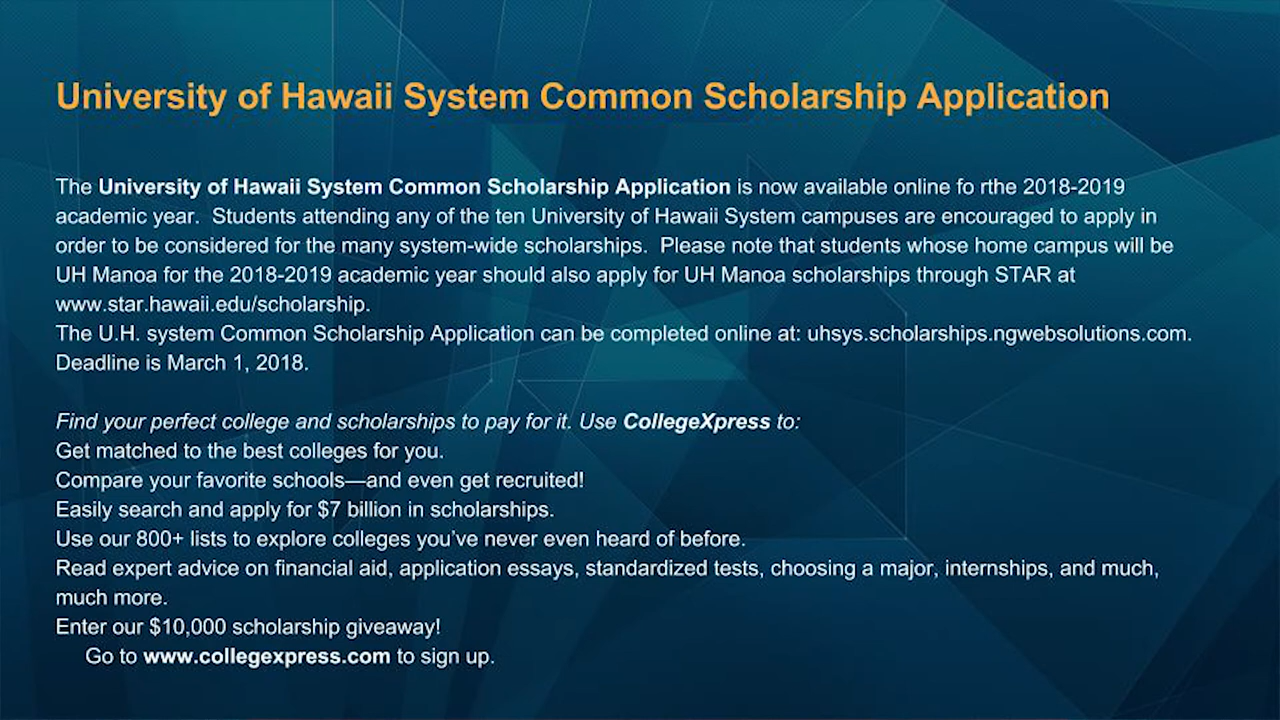 University of Hawaii System Common Scholarship Application
The University of Hawaii System Common Scholarship Application is now available online fo rthe 2018-2019
academic year.  Students attending any of the ten University of Hawaii System campuses are encouraged to apply in
order to be considered for the many system-wide scholarships.  Please note that students whose home campus will be
UH Manoa for the 2018-2019 academic year should also apply for UH Manoa scholarships through STAR at
www.star.hawaii.edu/scholarship.
The U.H. system Common Scholarship Application can be completed online at: uhsys.scholarships.ngwebsolutions.com.
Deadline is March 1, 2018.
Find your perfect college and scholarships to pay for it. Use CollegeXpress to:
Get matched to the best colleges for you.
Compare your favorite schools—and even get recruited!
Easily search and apply for $7 billion in scholarships.
Use our 800+ lists to explore colleges you’ve never even heard of before.
Read expert advice on financial aid, application essays, standardized tests, choosing a major, internships, and much,
much more.
Enter our $10,000 scholarship giveaway!
Go to www.collegexpress.com to sign up.